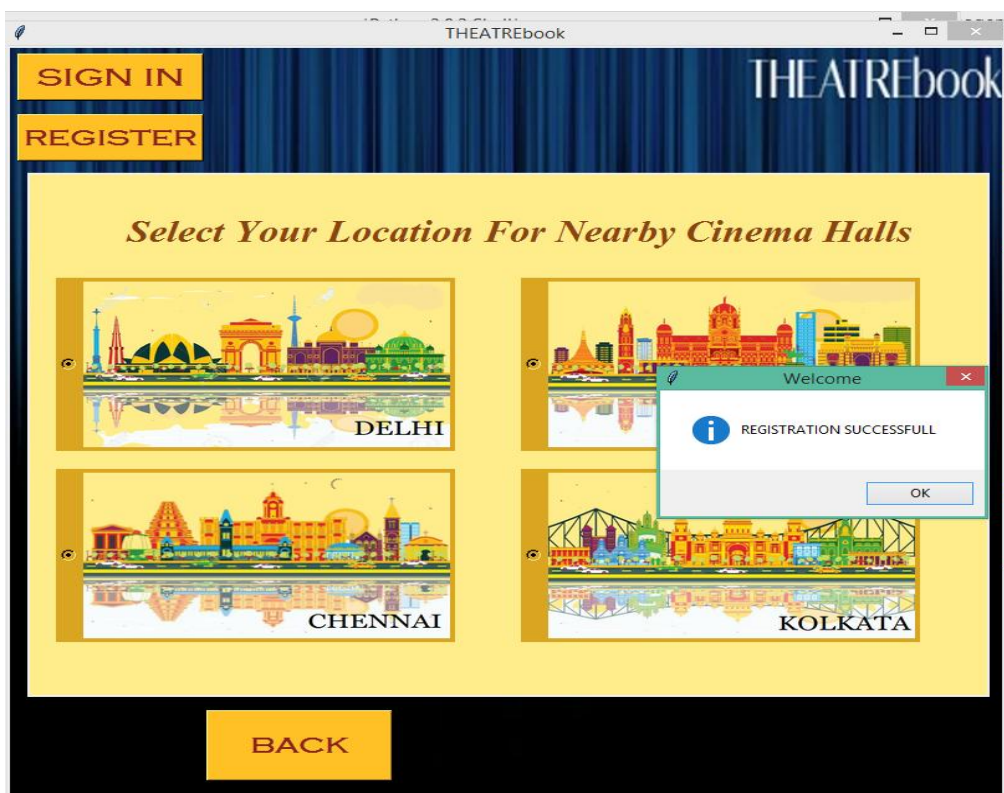 THEATREbook
SIGN IN
THEATREbook
REGISTER
Select Your Location For Nearby Cinema Halls
DELHI
Welcome
REGISTRATION SUCCESSFULL
OK
CHENNAI
KOLKATA
BACK